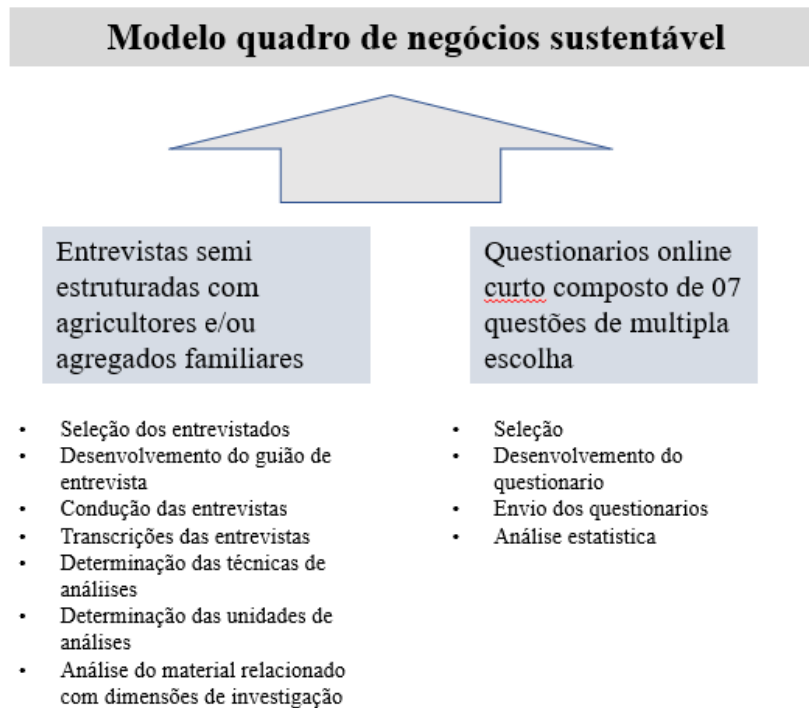 Modelo quadro de negócios sustentável
Entrevistas semi
estruturadas com
agricultores e/ou
agregados familiares
Questionarios online
curto composto de 07
questões de multipla
escolha
• Seleção dos entrevistados
• Desenvolvimento do guião de
entrevista
• Condução das entrevistas
• Transcrições das entrevistas
• Determinação das técnicas de
análiises
• Determinação das unidades de
análises
• Análise do material relacionado
com dimensões de investigação
• Seleção
• Desenvolvimento do
questionario
• Envio dos questionarios
• Análise estatistica